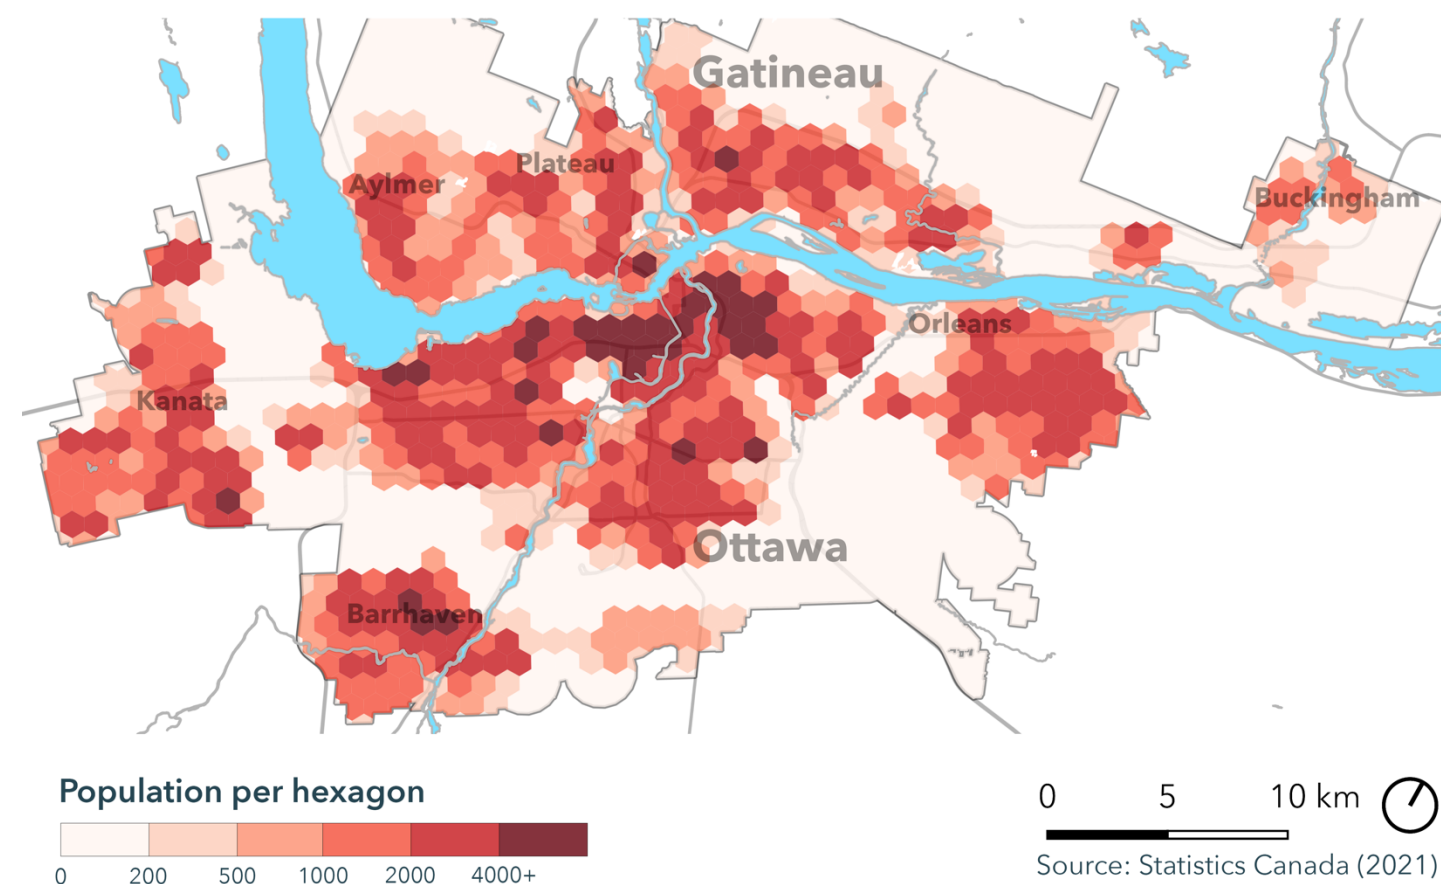 Gatineau
Plateau
Aylmer
Buckingham
Orleans
Kanata
Ottawa
Barrhaven
Population per hexagon
0 200 500 1000 2000 4000+
0 5 10 km
Source: Statistics Canada (2021)